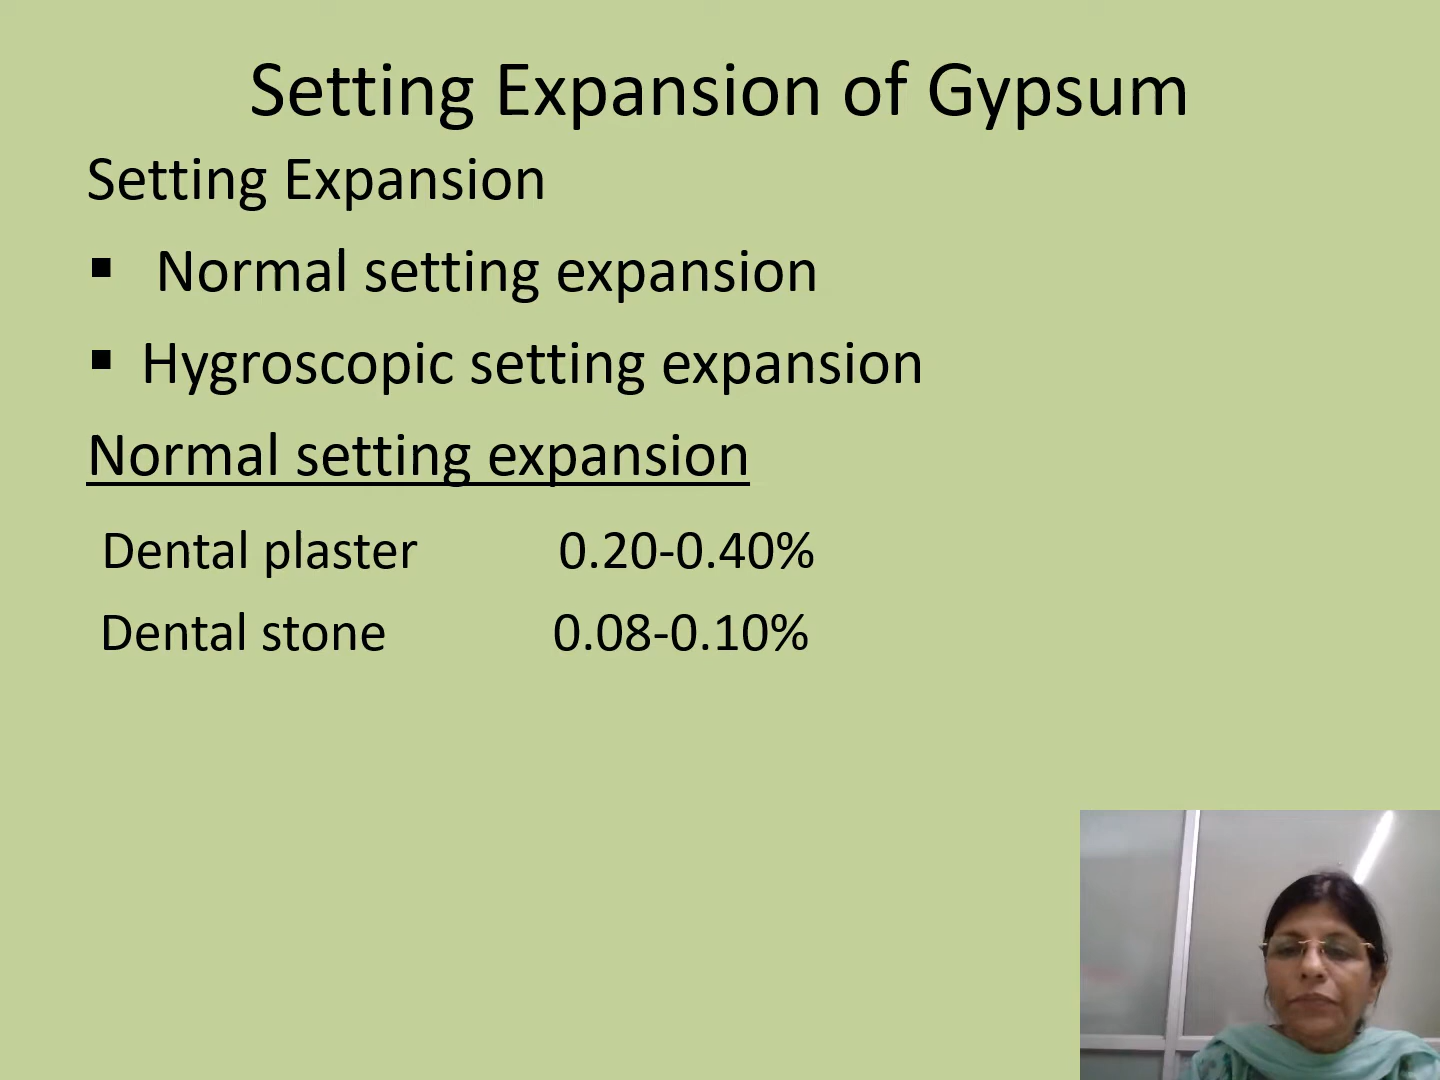 Setting Expansion of Gypsum
Setting Expansion
▪ Normal setting expansion
▪ Hygroscopic setting expansion
Normal setting expansion
Dental plaster 0.20-0.40%
Dental stone 0.08-0.10%